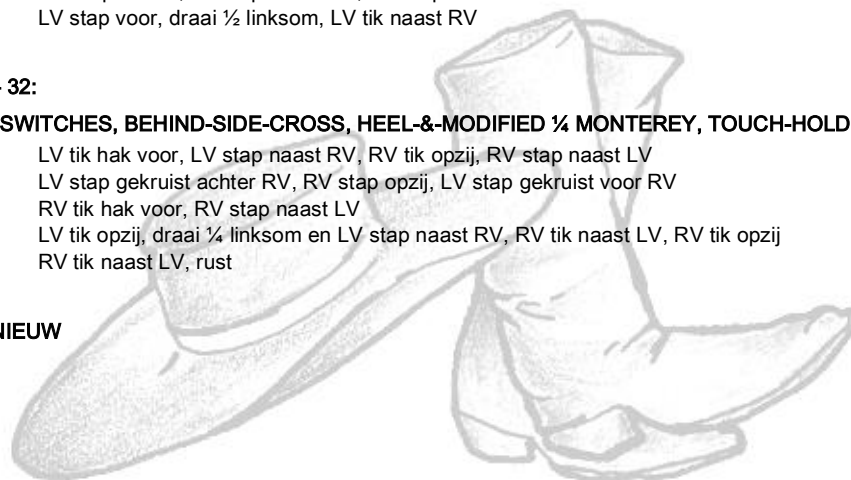 LV stap voor, draai ½ linksom, LV tik naast RV
32:
SWITCHES, BEHIND-SIDE-CROSS, HEEL-&-MODIFIED ¼ MONTEREY, TOUCH-HOLD
LV tik hak voor, LV stap naast RV, RV tik opzij, RV stap naast LV
LV stap gekruist achter RV, RV stap opzij, LV stap gekruist voor RV
RV tik hak voor, RV stap naast LV
LV tik opzij, draai ¼ linksom en LV stap naast RV, RV tik naast LV, RV tik opzij
RV tik naast LV, rust
NIEUW